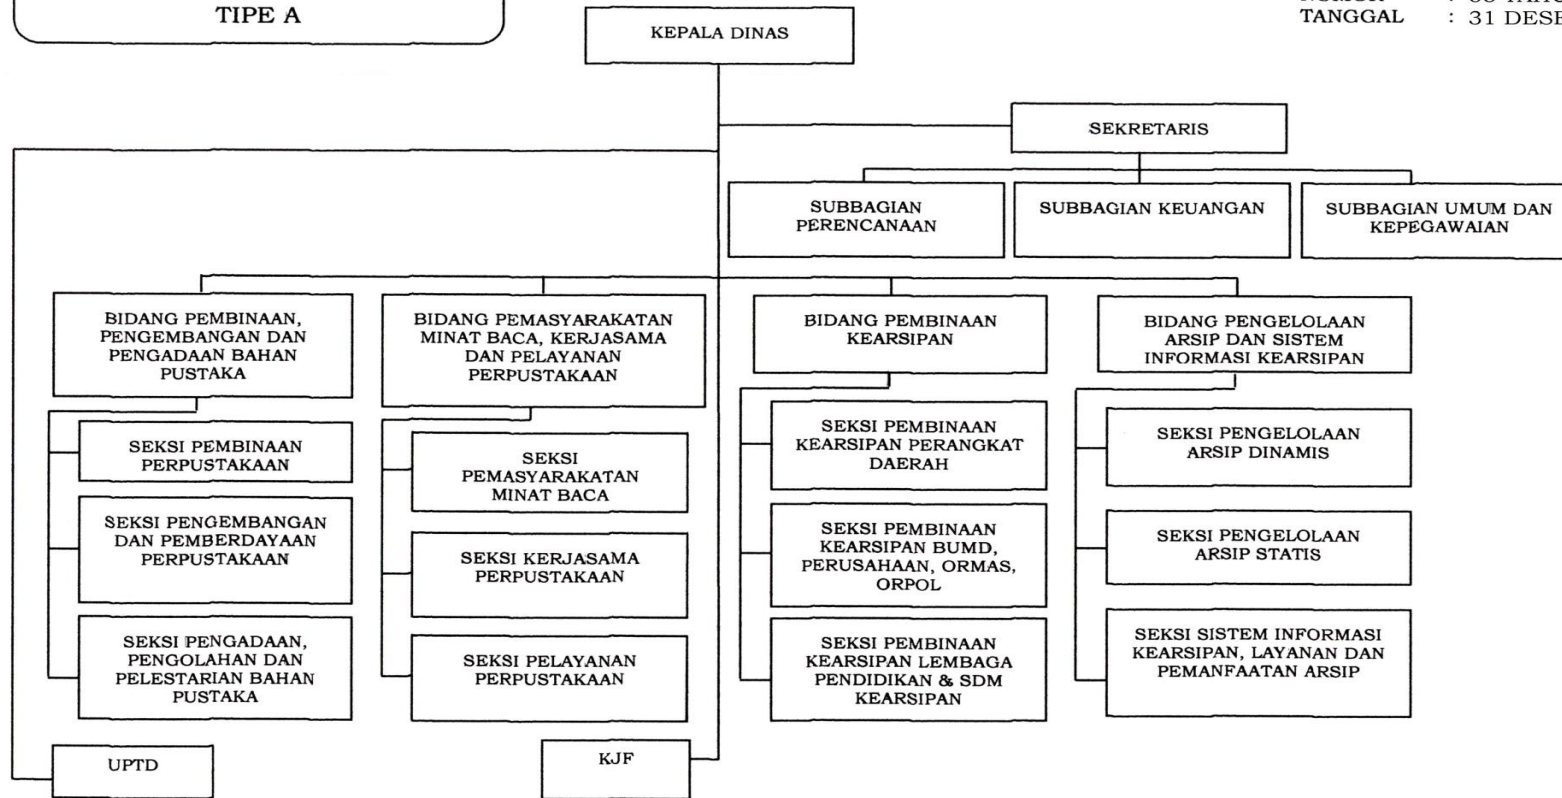 TIPE A
TANGGAL : 31 DESE
KEPALA DINAS
SEKRETARIS
SUBBAGIAN
PERENCANAAN
SUBBAGIAN KEUANGAN
SUBBAGIAN UMUM DAN
KEPEGAWAIAN
BIDANG PEMBINAAN,
PENGEMBANGAN DAN
PENGADAAN BAHAN
PUSTAKA
BIDANG PEMASYARAKATAN
MINAT BACA, KERJASAMA
DAN PELAYANAN
PERPUSTAKAAN
BIDANG PEMBINAAN
KEARSIPAN
BIDANG PENGELOLAAN
ARSIP DAN SISTEM
INFORMASI KEARSIPAN
SEKSI PEMBINAAN
PERPUSTAKAAN
SEKSI PENGEMBANGAN
DAN PEMBERDAYAAN
PERPUSTAKAAN
SEKSI PENGADAAN,
PENGOLAHAN DAN
PELESTARIAN BAHAN
PUSTAKA
SEKSI
PEMASYARAKATAN
MINAT BACA
SEKSI KERJASAMA
PERPUSTAKAAN
SEKSI PELAYANAN
PERPUSTAKAAN
SEKSI PEMBINAAN
KEARSIPAN PERANGKAT
DAERAH
SEKSI PEMBINAAN
KEARSIPAN BUMD,
PERUSAHAAN, ORMAS,
ORPOL
SEKSI PEMBINAAN
KEARSIPAN LEMBAGA
PENDIDIKAN & SDM
KEARSIPAN
SEKSI PENGELOLAAN
ARSIP DINAMIS
SEKSI PENGELOLAAN
ARSIP STATIS
SEKSI SISTEM INFORMASI
KEARSIPAN, LAYANAN DAN
PEMANFAATAN ARSIP
UPTD
KJF